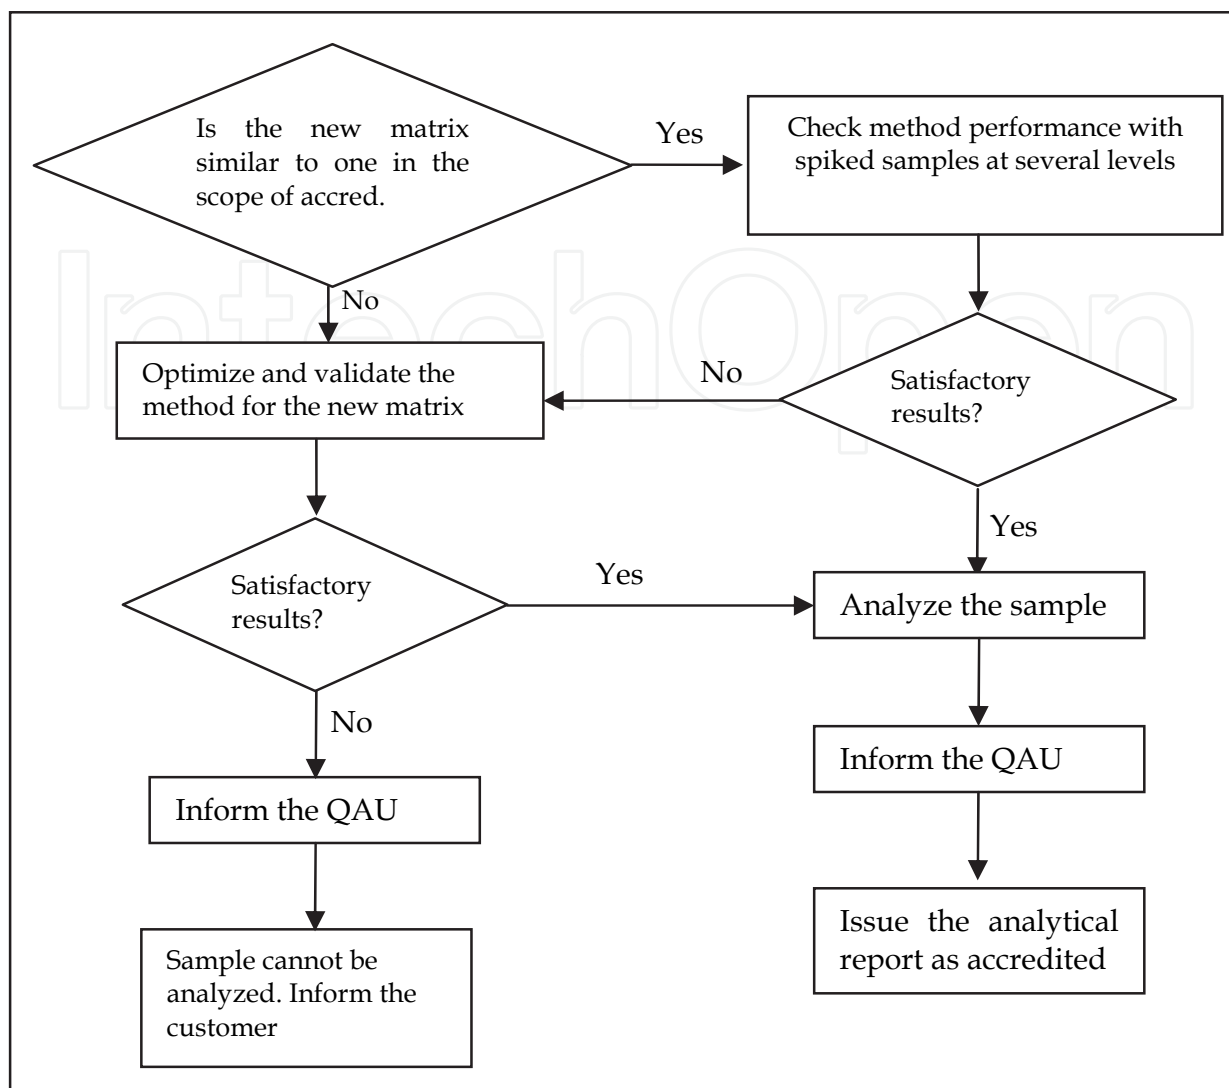 Is the new matrix
similar to one in the
scope of accred.
Yes
Check method performance with
spiked samples at several levels
No
IntechOpen
Optimize and validate the
method for the new matrix
No
Satisfactory
results?
Yes
Satisfactory
results?
Yes
Analyze the sample
No
Inform the QAU
Inform the QAU
Issue the analytical
report as accredited
Sample cannot be
analyzed. Inform the
customer